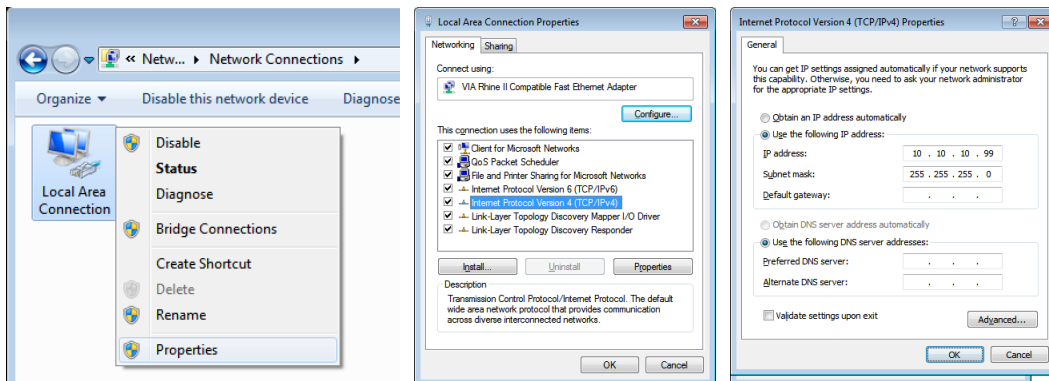 « Netw... ▸ Network Connections ▸
Organize ▾ Disable this network device Diagnose
Local Area
Connection
Disable
Status
Diagnose
Bridge Connections
Create Shortcut
Delete
Rename
Properties
Local Area Connection Properties
Networking Sharing
Connect using:
VIA Rhine II Compatible Fast Ethernet Adapter
Configure...
This connection uses the following items:
Client for Microsoft Networks
QoS Packet Scheduler
File and Printer Sharing for Microsoft Networks
Internet Protocol Version 6 (TCP/IPv6)
Internet Protocol Version 4 (TCP/IPv4)
Link-Layer Topology Discovery Mapper I/O Driver
Link-Layer Topology Discovery Responder
Install... Uninstall Properties
Description
Transmission Control Protocol/Internet Protocol. The default
wide area network protocol that provides communication
across diverse interconnected networks.
OK Cancel
Internet Protocol Version 4 (TCP/IPv4) Properties
General
You can get IP settings assigned automatically if your network supports
this capability. Otherwise, you need to ask your network administrator
for the appropriate IP settings.
Obtain an IP address automatically
Use the following IP address:
IP address: 10 . 10 . 10 . 99
Subnet mask: 255 . 255 . 255 . 0
Default gateway: . . .
Obtain DNS server address automatically
Use the following DNS server addresses:
Preferred DNS server: . . .
Alternate DNS server: . . .
Validate settings upon exit
Advanced...
OK Cancel